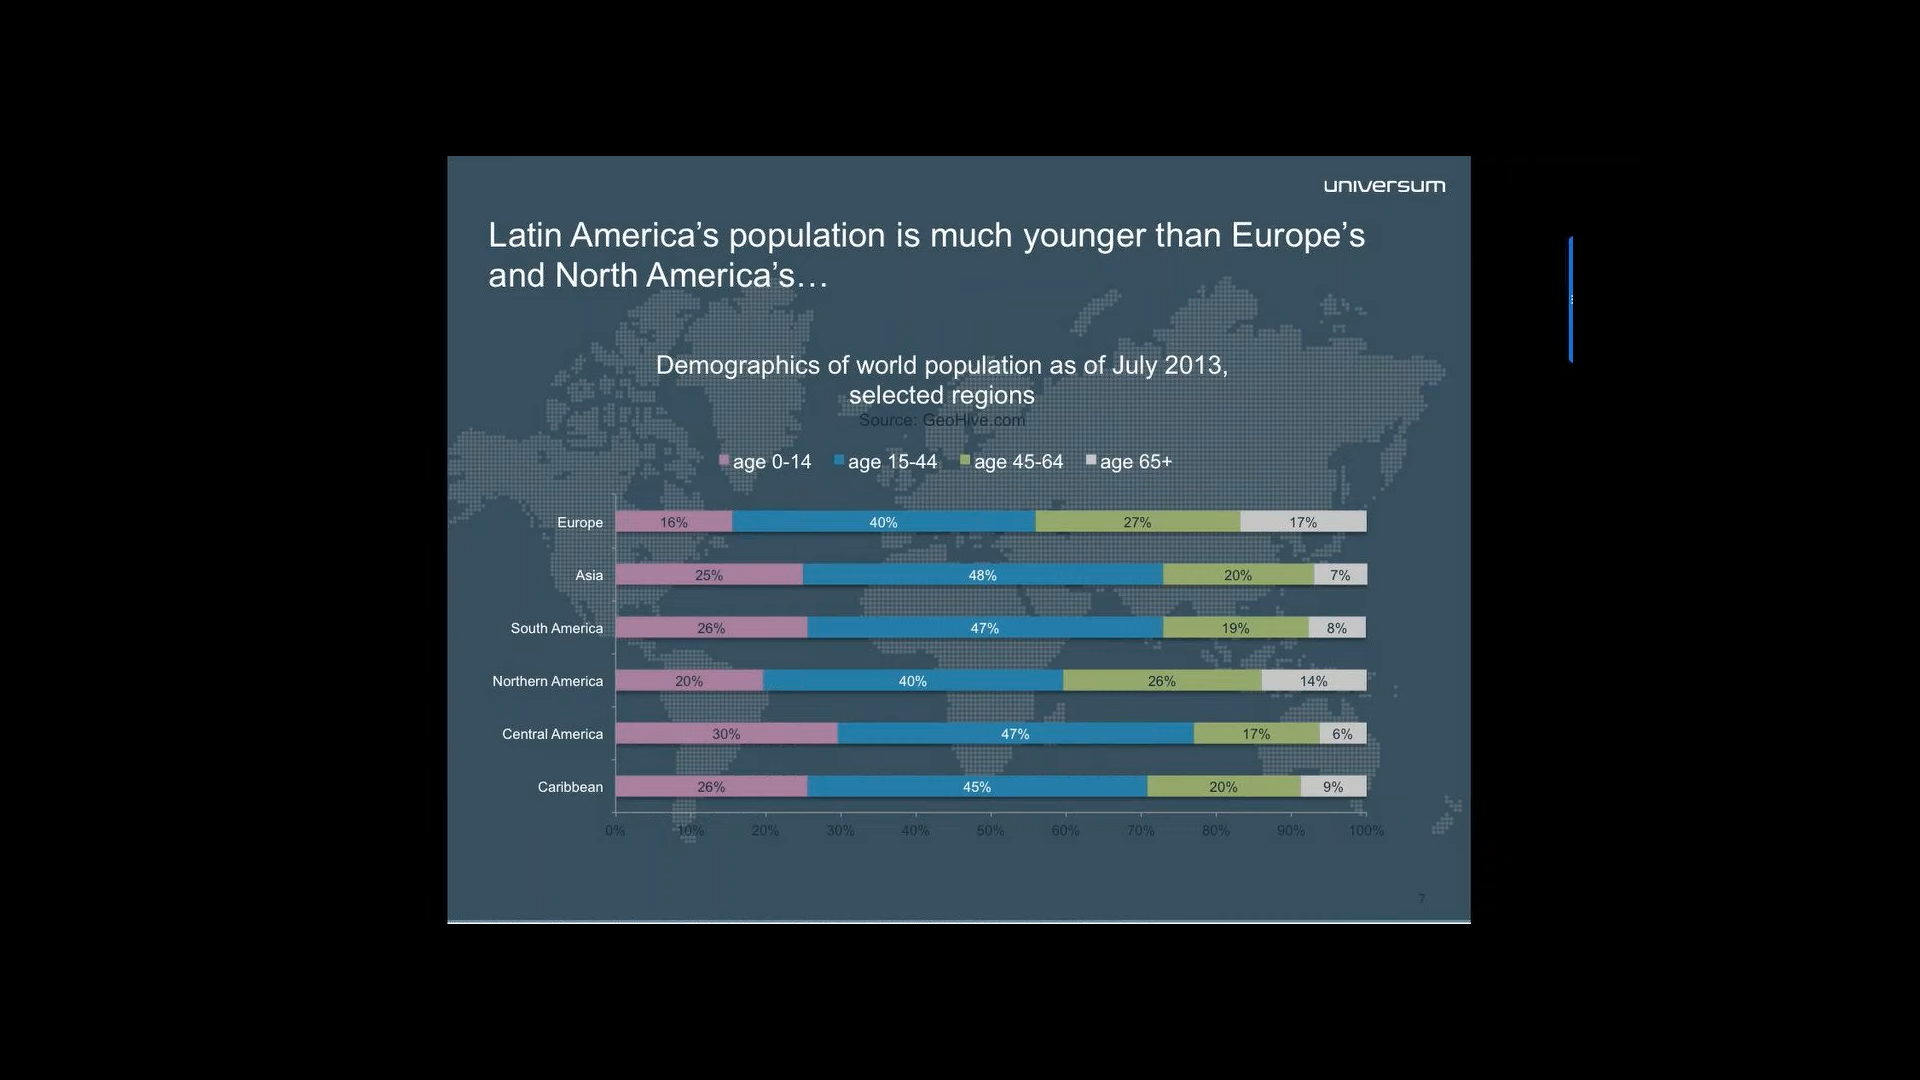 universum
Latin America's population is much younger than Europe's
and North America's…
Demographics of world population as of July 2013,
selected regions
Source: GeoHive.com
age 0-14 age 15-44 age 45-64 age 65+
Europe 16% 40% 27% 17%
Asia 25% 48% 20% 7%
South America 26% 47% 19% 8%
Northern America 20% 40% 26% 14%
Central America 30% 47% 17% 6%
Caribbean 26% 45% 20% 9%
0% 10% 20% 30% 40% 50% 60% 70% 80% 90% 100%
7